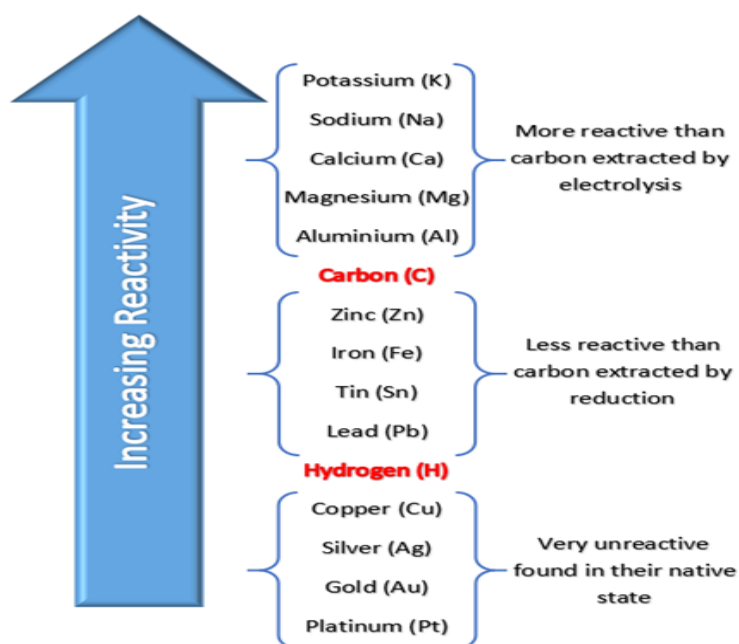 Increasing Reactivity
Potassium (K)
Sodium (Na)
Calcium (Ca)
Magnesium (Mg)
Aluminium (Al)
More reactive than
carbon extracted by
electrolysis
Carbon (C)
Zinc (Zn)
Iron (Fe)
Tin (Sn)
Lead (Pb)
Less reactive than
carbon extracted by
reduction
Hydrogen (H)
Copper (Cu)
Silver (Ag)
Gold (Au)
Platinum (Pt)
Very unreactive
found in their native
state